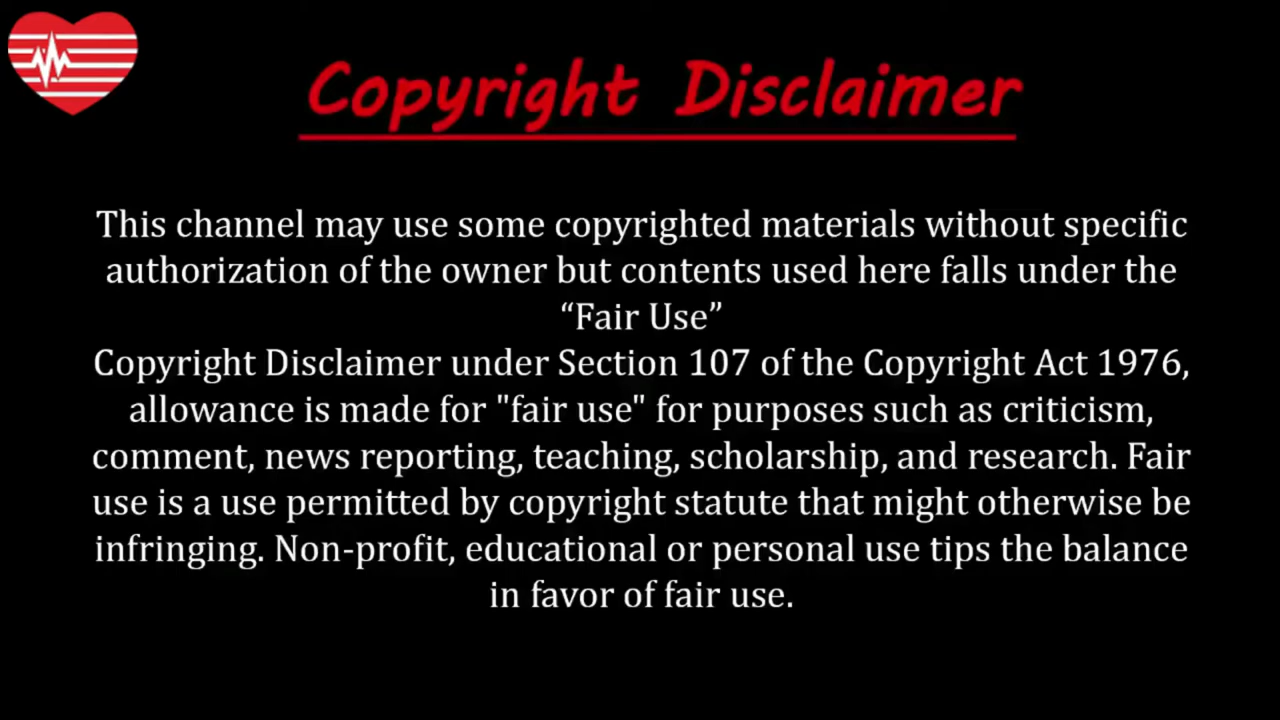 Copyright Disclaimer
This channel may use some copyrighted materials without specific
authorization of the owner but contents used here falls under the
“Fair Use”
Copyright Disclaimer under Section 107 of the Copyright Act 1976,
allowance is made for "fair use" for purposes such as criticism,
comment, news reporting, teaching, scholarship, and research. Fair
use is a use permitted by copyright statute that might otherwise be
infringing. Non-profit, educational or personal use tips the balance
in favor of fair use.